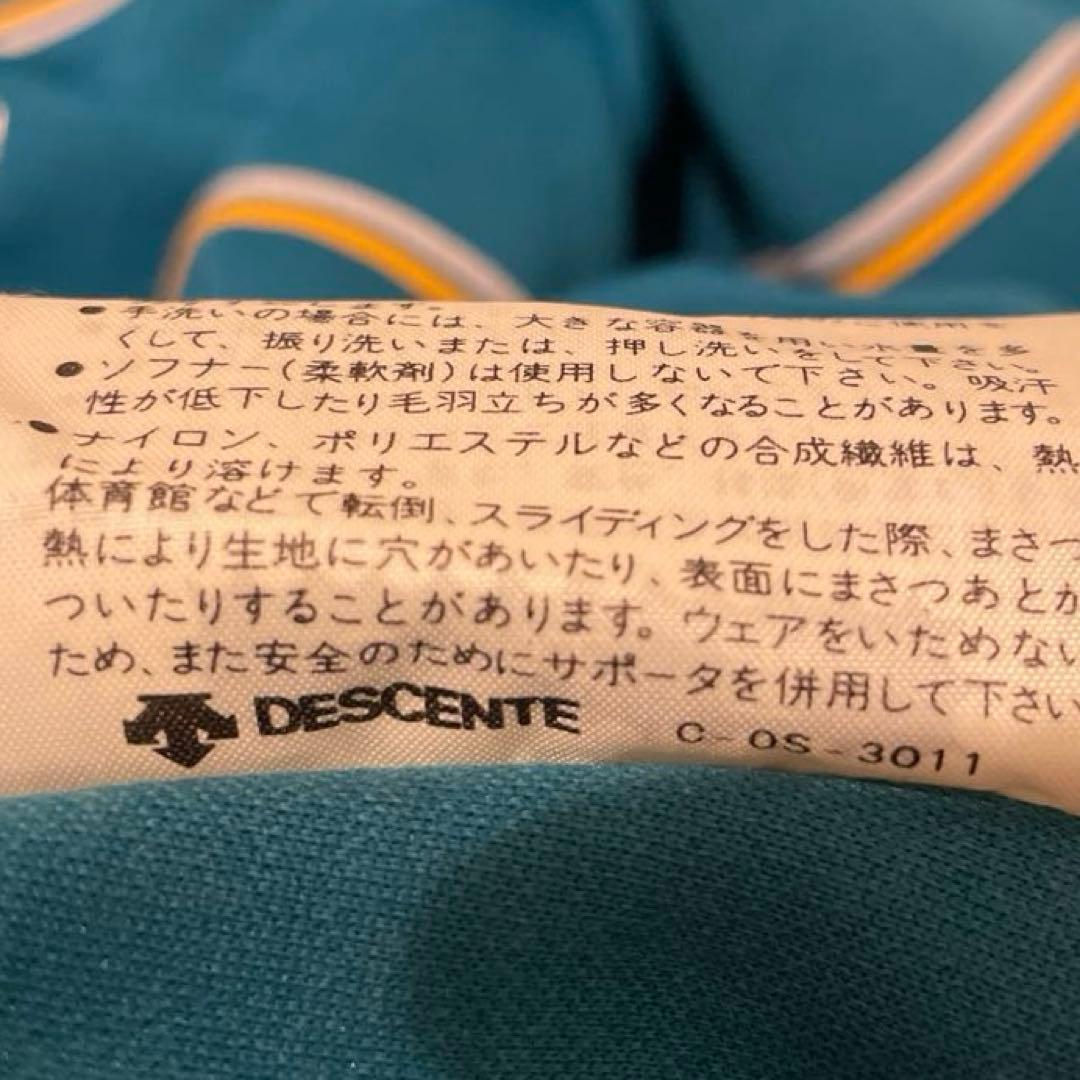 手洗いの場合には、大きな容器を用い水量を多
くして、振り洗いまたは、押し洗いをして下さい。
●ソフナー(柔軟剤)は使用しないで下さい。吸汗
性が低下したり毛羽立ちが多くなることがあります。
●ナイロン、ポリエステルなどの合成繊維は、熱
により溶けます。
体育館などで転倒、スライディングをした際、まさつ
熱により生地に穴があいたり、表面にまさつあとが
ついたりすることがあります。ウェアをいためない
ため、また安全のためにサポータを併用して下さい
DESCENTE
C-OS-3011